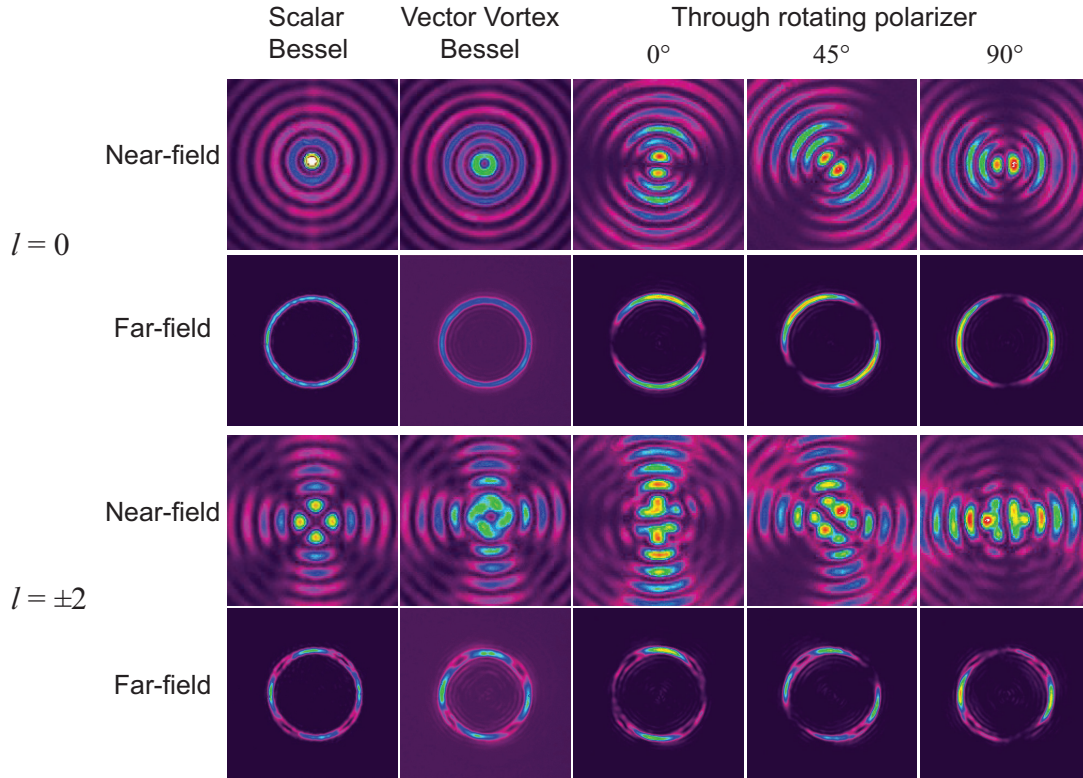 Scalar
Bessel
Vector Vortex
Bessel
Through rotating polarizer
0°
45°
90°
l = 0
Near-field
Far-field
l = ±2
Near-field
Far-field